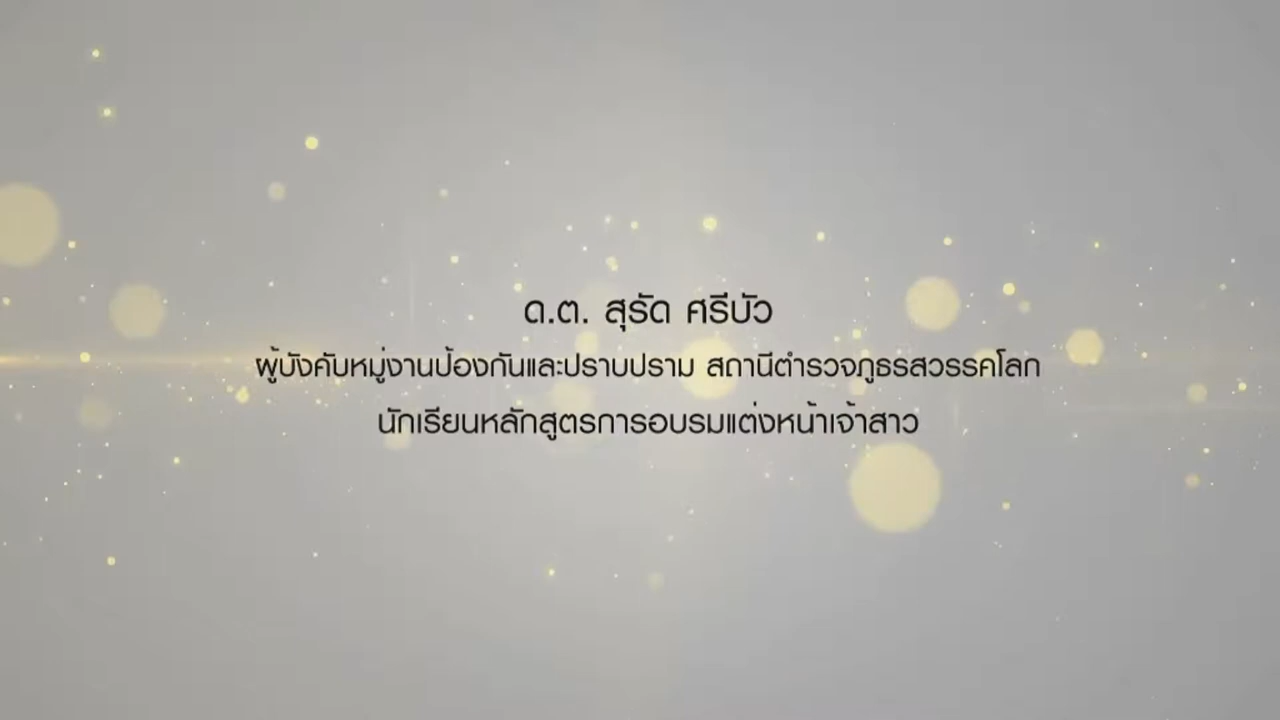 ด.ต. สุรัด ศรีบัว
ผู้บังคับหมู่งานป้องกันและปราบปราม สถานีตำรวจภูธรสวรรคโลก
นักเรียนหลักสูตรการอบรมแต่งหน้าเจ้าสาว